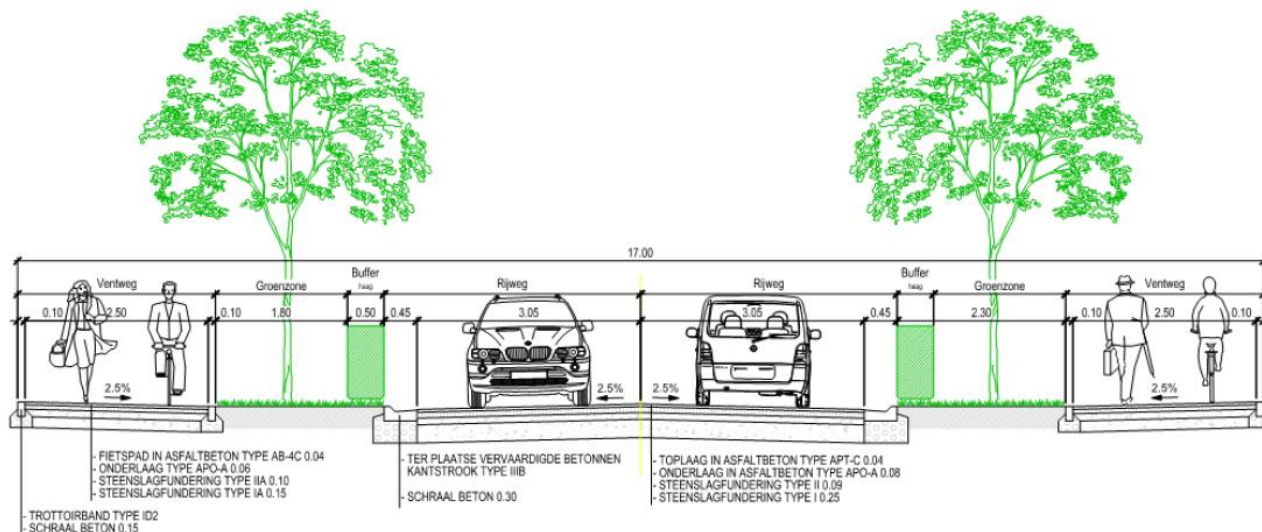 17.00
Ventweg
Groenzone
Buffer
haag
Rijweg
Rijweg
Buffer
haag
Groenzone
Ventweg
0.10
2.50
0.10
1.80
0.50
0.45
3.05
3.05
0.45
2.30
0.10
2.50
0.10
2.5%
2.5%
2.5%
2.5%
- FIETSPAD IN ASFALTBETON TYPE AB-4C 0.04
- ONDERLAAG TYPE APO-A 0.06
- STEENSLAGFUNDERING TYPE IIA 0.10
- STEENSLAGFUNDERING TYPE IA 0.15
- TROTTOIRBAND TYPE ID2
- SCHRAAL BETON 0.15
- TER PLAATSE VERVAARDIGDE BETONNEN
KANTSTROOK TYPE IIIB
- SCHRAAL BETON 0.30
- TOPLAAG IN ASFALTBETON TYPE APT-C 0.04
- ONDERLAAG IN ASFALTBETON TYPE APO-A 0.08
- STEENSLAGFUNDERING TYPE II 0.09
- STEENSLAGFUNDERING TYPE I 0.25